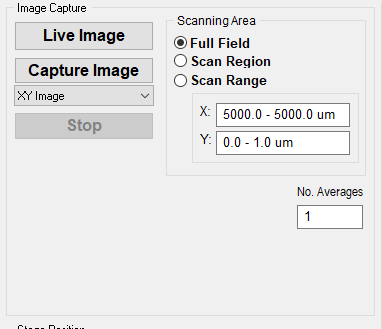 Image Capture
Live Image
Capture Image
XY Image
Stop
Scanning Area
Full Field
Scan Region
Scan Range
X: 5000.0 - 5000.0 um
Y: 0.0 - 1.0 um
No. Averages
1